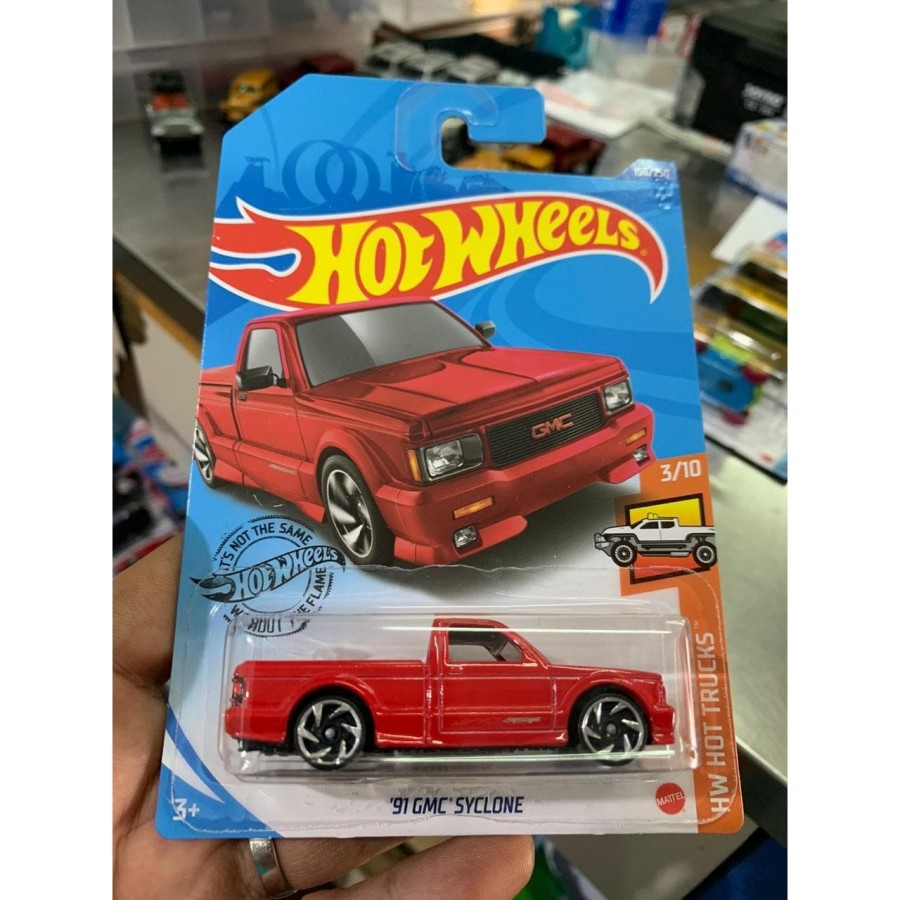 156/250
HOT WHEELS
GMC
3/10
IT'S NOT THE SAME
HOT WHEELS
WITHOUT THE FLAME
HW HOT TRUCKS™
'91 GMC® SYCLONE
MATTEL
3+